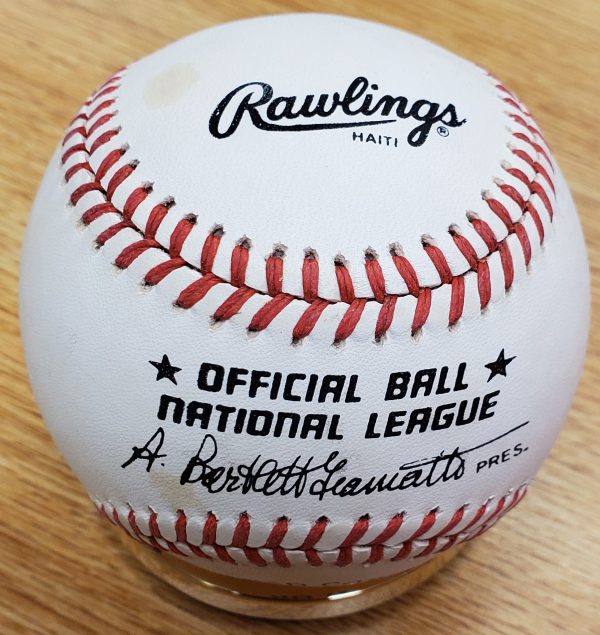 Rawlings®
HAITI
★ OFFICIAL BALL ★
NATIONAL LEAGUE
A. Bartlett Giamatti PRES.